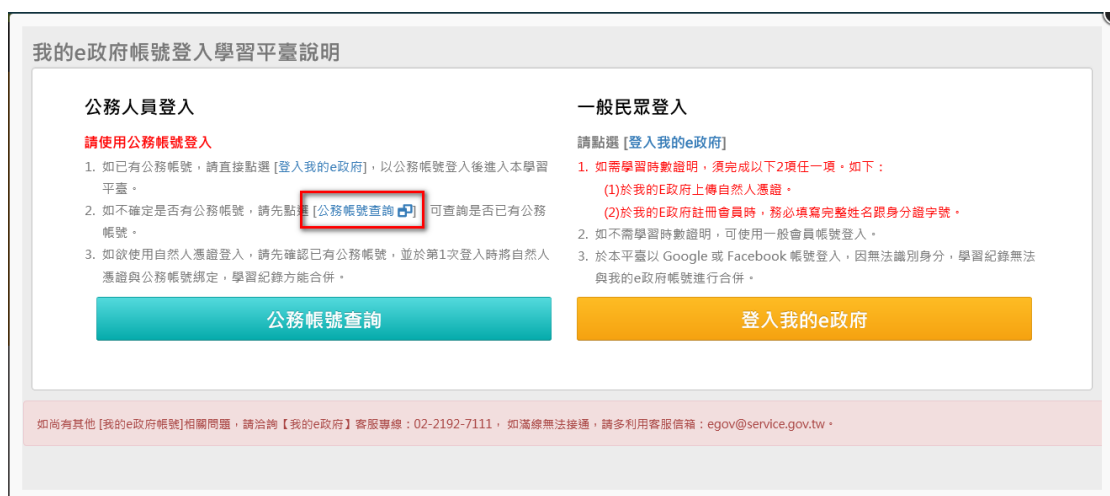 我的e政府帳號登入學習平臺說明
公務人員登入
請使用公務帳號登入
1. 如已有公務帳號，請直接點選 [登入我的e政府]，以公務帳號登入後進入本學習
平臺。
2. 如不確定是否有公務帳號，請先點選 [公務帳號查詢] 可查詢是否已有公務
帳號。
3. 如欲使用自然人憑證登入，請先確認已有公務帳號，並於第1次登入時將自然人
憑證與公務帳號綁定，學習紀錄方能合併。
公務帳號查詢
一般民眾登入
請點選 [登入我的e政府]
1. 如需學習時數證明，須完成以下2項任一項。如下：
(1)於我的E政府上傳自然人憑證。
(2)於我的E政府註冊會員時，務必填寫完整姓名跟身分證字號。
2. 如不需學習時數證明，可使用一般會員帳號登入。
3. 於本平臺以 Google 或 Facebook 帳號登入，因無法識別身分，學習紀錄無法
與我的e政府帳號進行合併。
登入我的e政府
如尚有其他 [我的e政府帳號]相關問題，請洽詢【我的e政府】客服專線：02-2192-7111， 如滿線無法接通，請多利用客服信箱：egov@service.gov.tw。